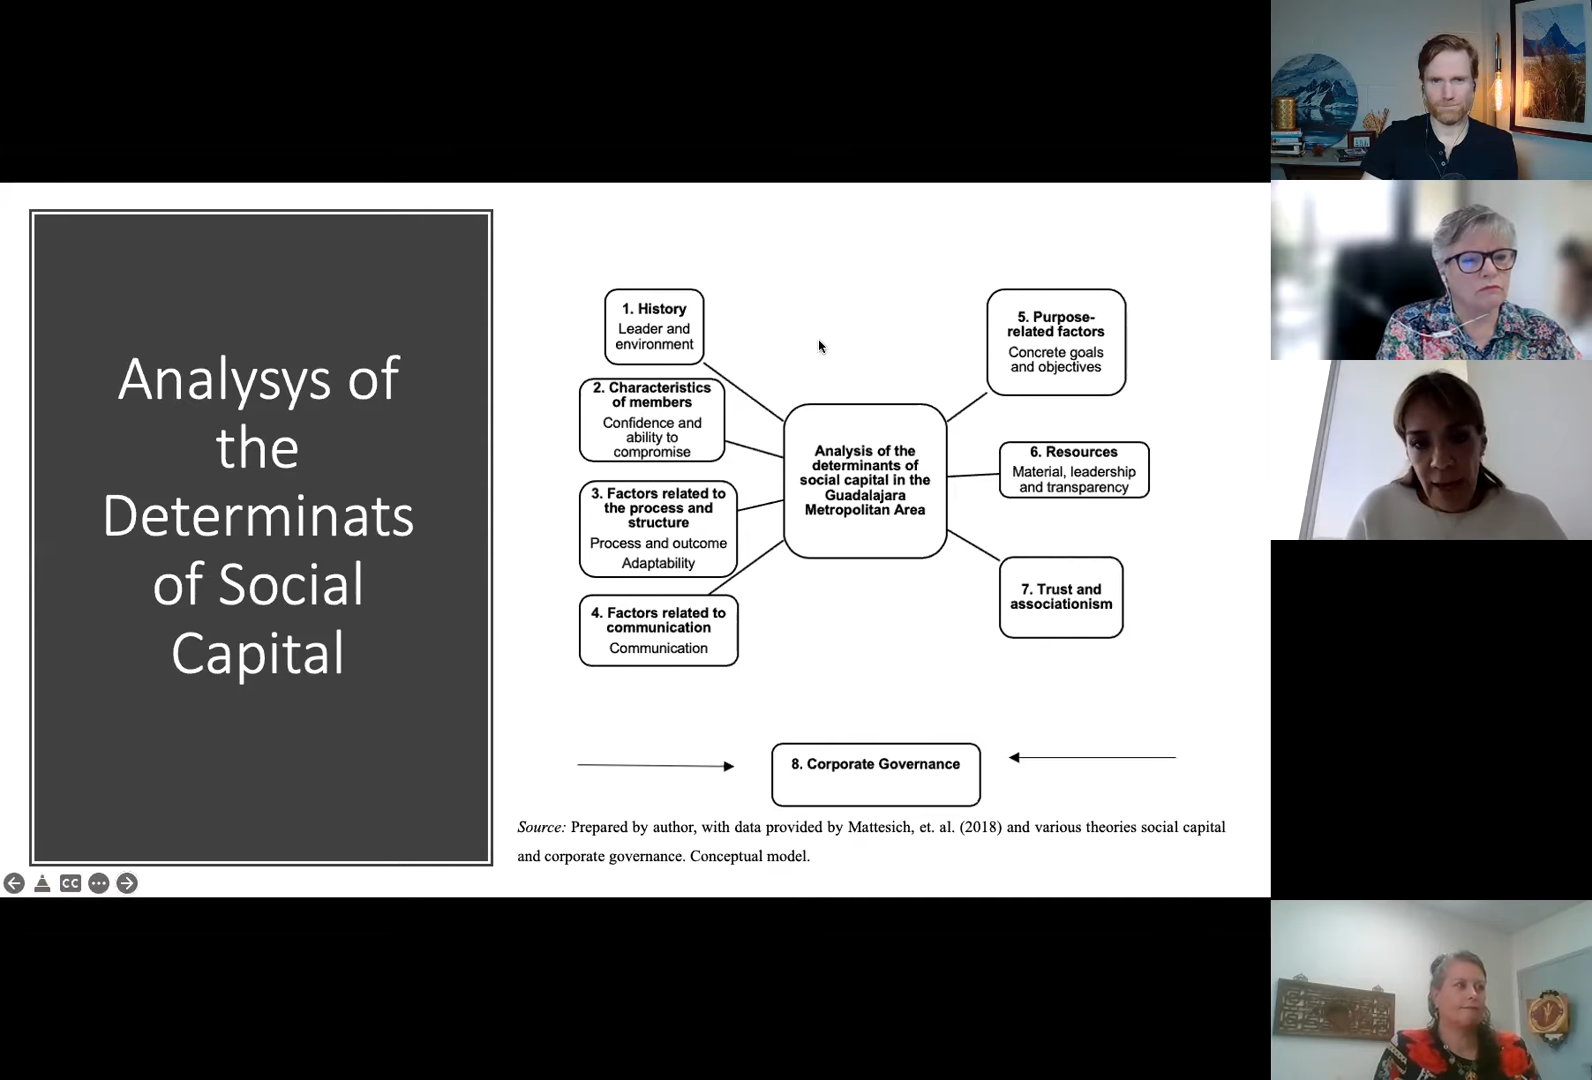 Analysys of
the
Determinats
of Social
Capital
1. History
Leader and
environment
2. Characteristics
of members
Confidence and
ability to
compromise
3. Factors related to
the process and
structure
Process and outcome
Adaptability
4. Factors related to
communication
Communication
Analysis of the
determinants of
social capital in the
Guadalajara
Metropolitan Area
5. Purpose-
related factors
Concrete goals
and objectives
6. Resources
Material, leadership
and transparency
7. Trust and
associationism
8. Corporate Governance
Source: Prepared by author, with data provided by Mattesich, et. al. (2018) and various theories social capital
and corporate governance. Conceptual model.
CC